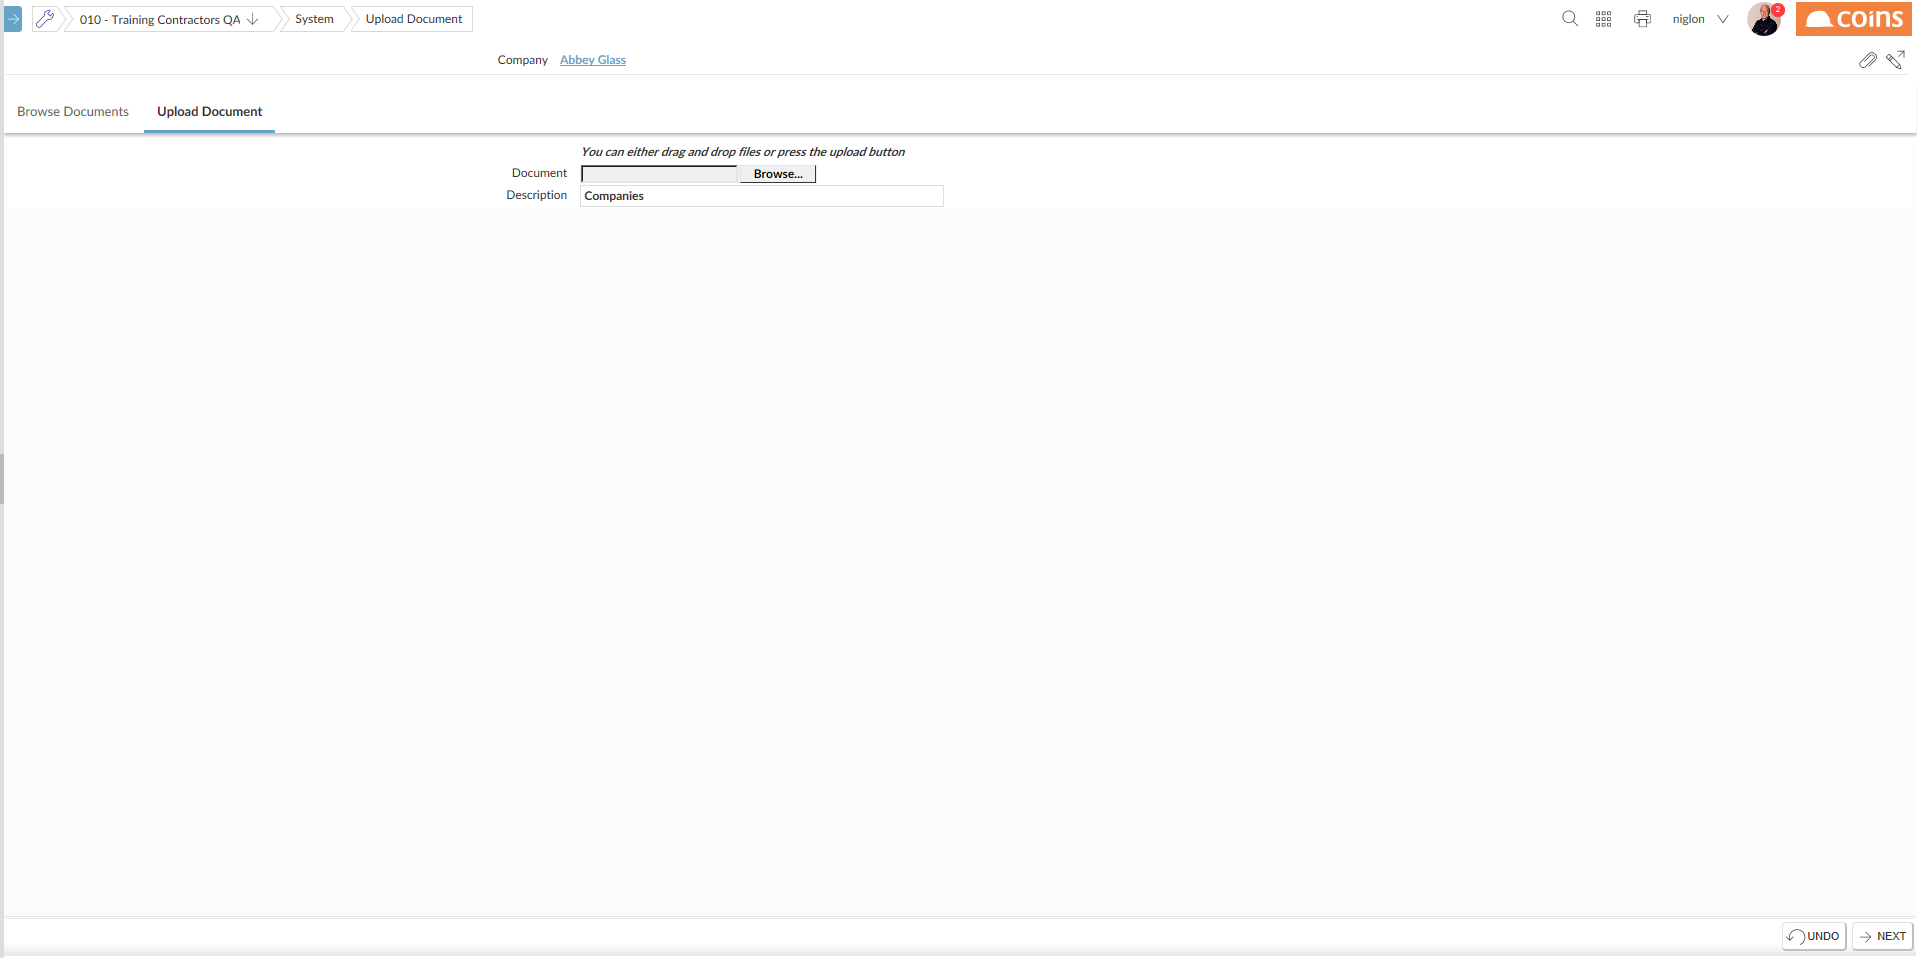 010 - Training Contractors QA
System
Upload Document
niglon
2
coins
Company Abbey Glass
Browse Documents
Upload Document
You can either drag and drop files or press the upload button
Document
Browse...
Description Companies
UNDO
NEXT